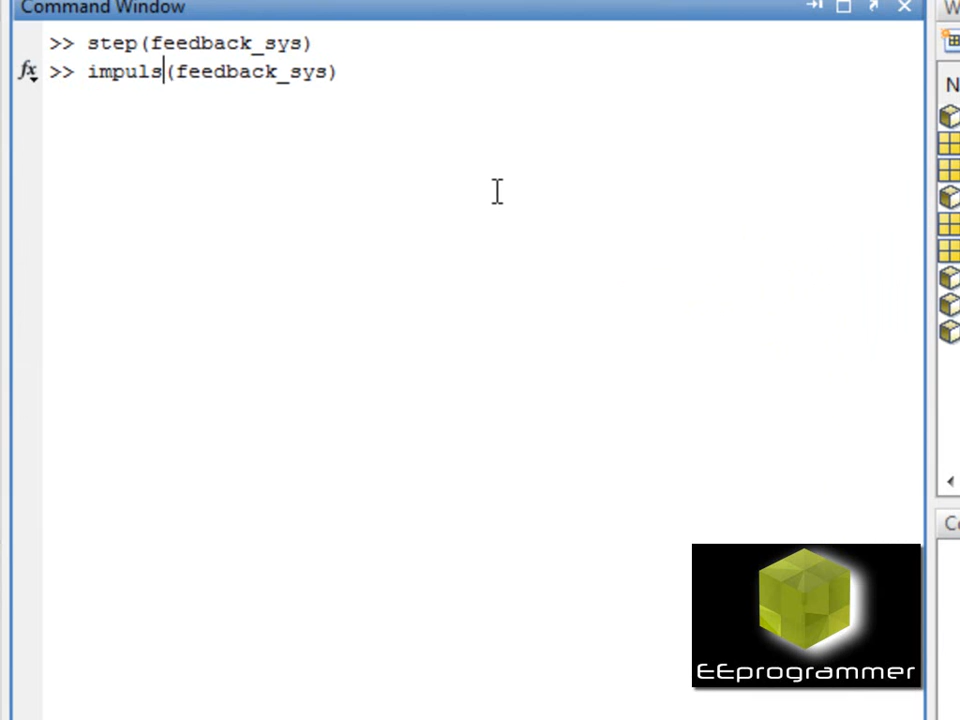 Command Window
W
>> step(feedback_sys)
fx >> impuls(feedback_sys)
N
C
EEprogrammer